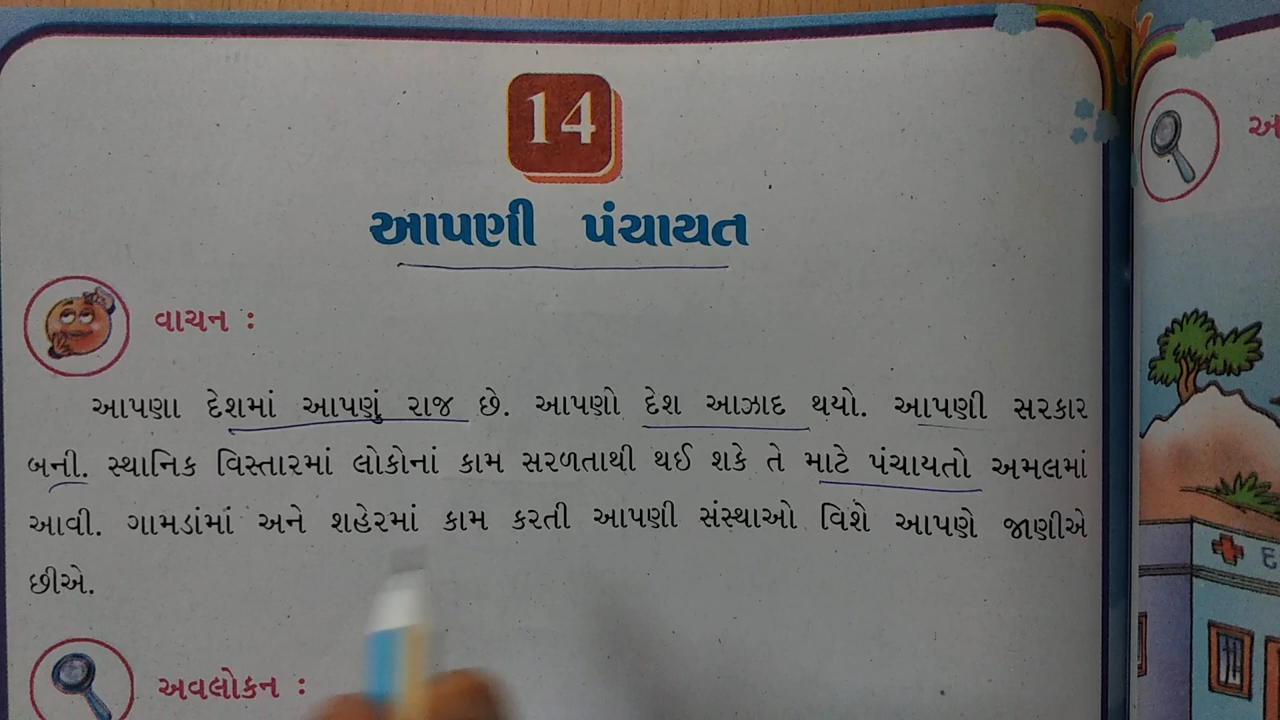 14
આપણી પંચાયત
વાચન :
આપણા દેશમાં આપણું રાજ છે. આપણો દેશ આઝાદ થયો. આપણી સરકાર
બની. સ્થાનિક વિસ્તારમાં લોકોનાં કામ સરળતાથી થઈ શકે તે માટે પંચાયતો અમલમાં
આવી. ગામડાંમાં અને શહેરમાં કામ કરતી આપણી સંસ્થાઓ વિશે આપણે જાણીએ
છીએ.
અવલોકન :